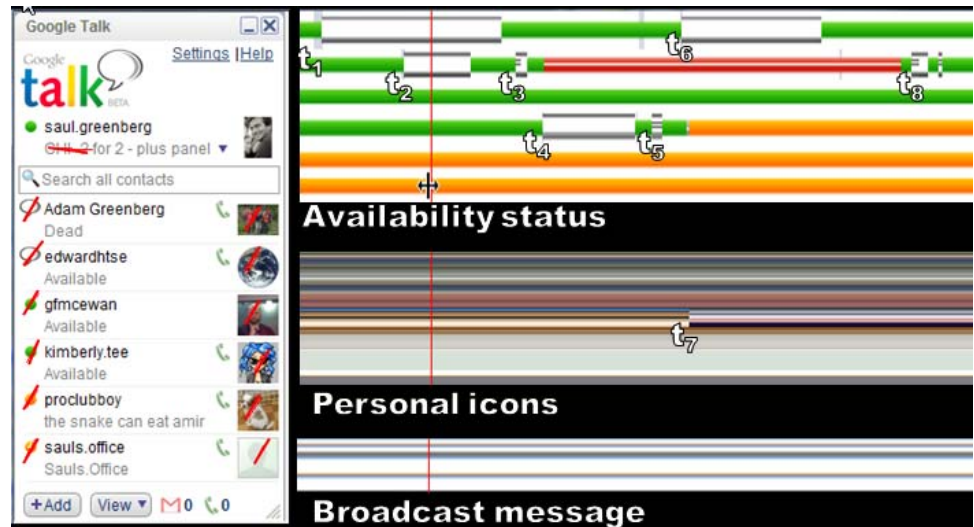 Google Talk
Settings | Help
Google
talk
BETA
saul.greenberg
CHI 2 for 2 - plus panel
Search all contacts
Adam Greenberg
Dead
edwardhtse
Available
gfmcewan
Available
kimberly.tee
Available
proclubboy
the snake can eat amir
sauls.office
Sauls.Office
+Add View 0 0
t1
t2
t3
t4
t5
t6
t8
Availability status
t7
Personal icons
Broadcast message